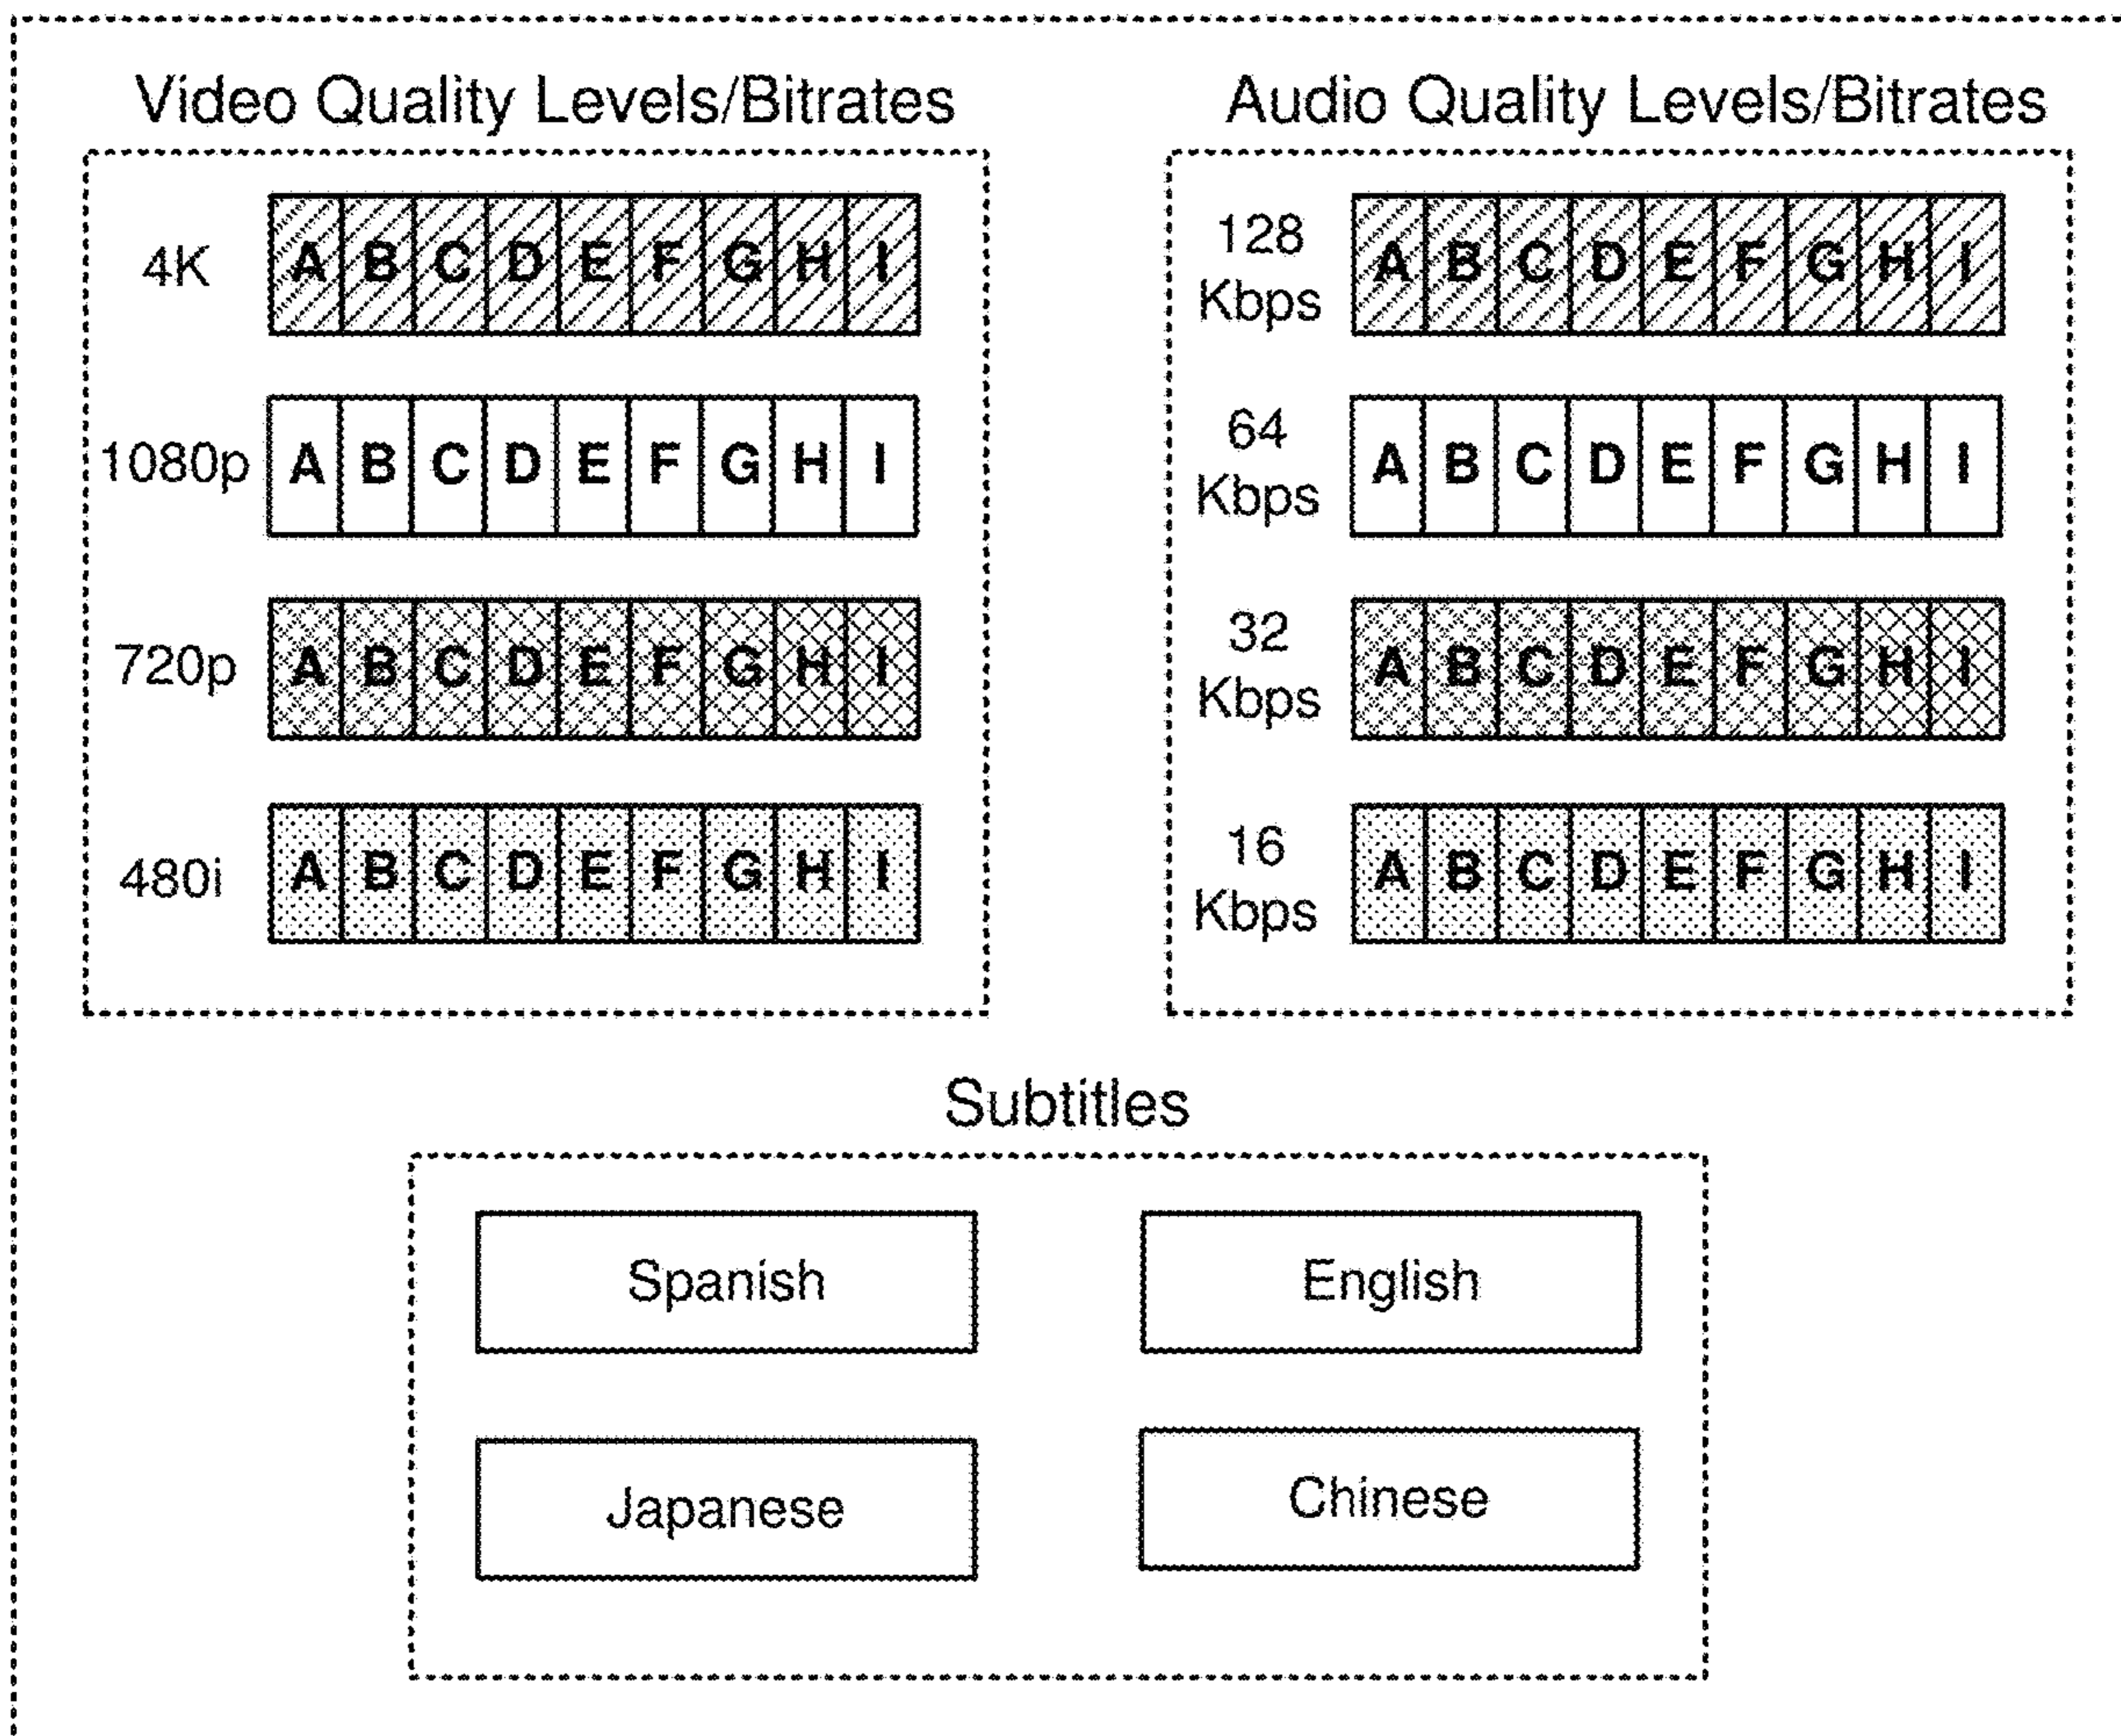 Video Quality Levels/Bitrates
4K
A B C D E F G H I
1080p
A B C D E F G H I
720p
A B C D E F G H I
480i
A B C D E F G H I
Audio Quality Levels/Bitrates
128
Kbps
A B C D E F G H I
64
Kbps
A B C D E F G H I
32
Kbps
A B C D E F G H I
16
Kbps
A B C D E F G H I
Subtitles
Spanish
English
Japanese
Chinese